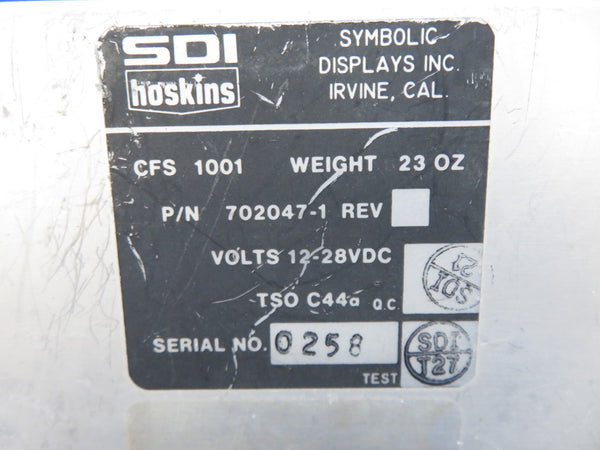 SDI
hoskins
SYMBOLIC
DISPLAYS INC.
IRVINE, CAL.
CFS 1001 WEIGHT 23 OZ
P/N 702047-1 REV
VOLTS 12-28VDC
TSO C44a Q.C.
SDI
SERIAL NO. 0258
SDI
T27
TEST